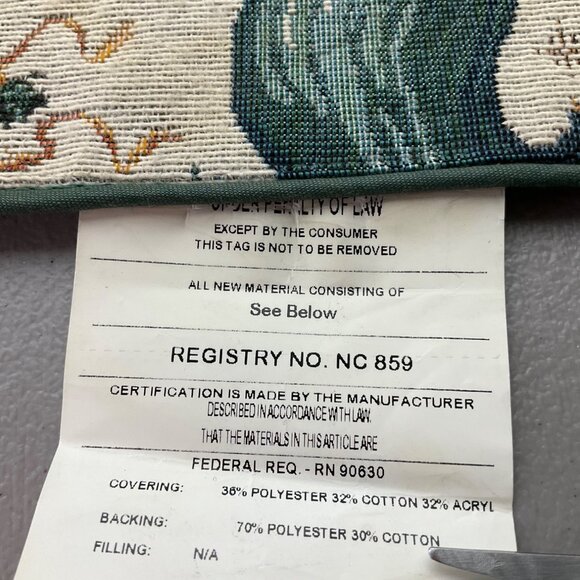 UNDER PENALTY OF LAW
EXCEPT BY THE CONSUMER
THIS TAG IS NOT TO BE REMOVED
ALL NEW MATERIAL CONSISTING OF
See Below
REGISTRY NO. NC 859
CERTIFICATION IS MADE BY THE MANUFACTURER
DESCRIBED IN ACCORDANCE WITH LAW.
THAT THE MATERIALS IN THIS ARTICLE ARE
FEDERAL REQ. - RN 90630
COVERING: 36% POLYESTER 32% COTTON 32% ACRYL
BACKING: 70% POLYESTER 30% COTTON
FILLING: N/A